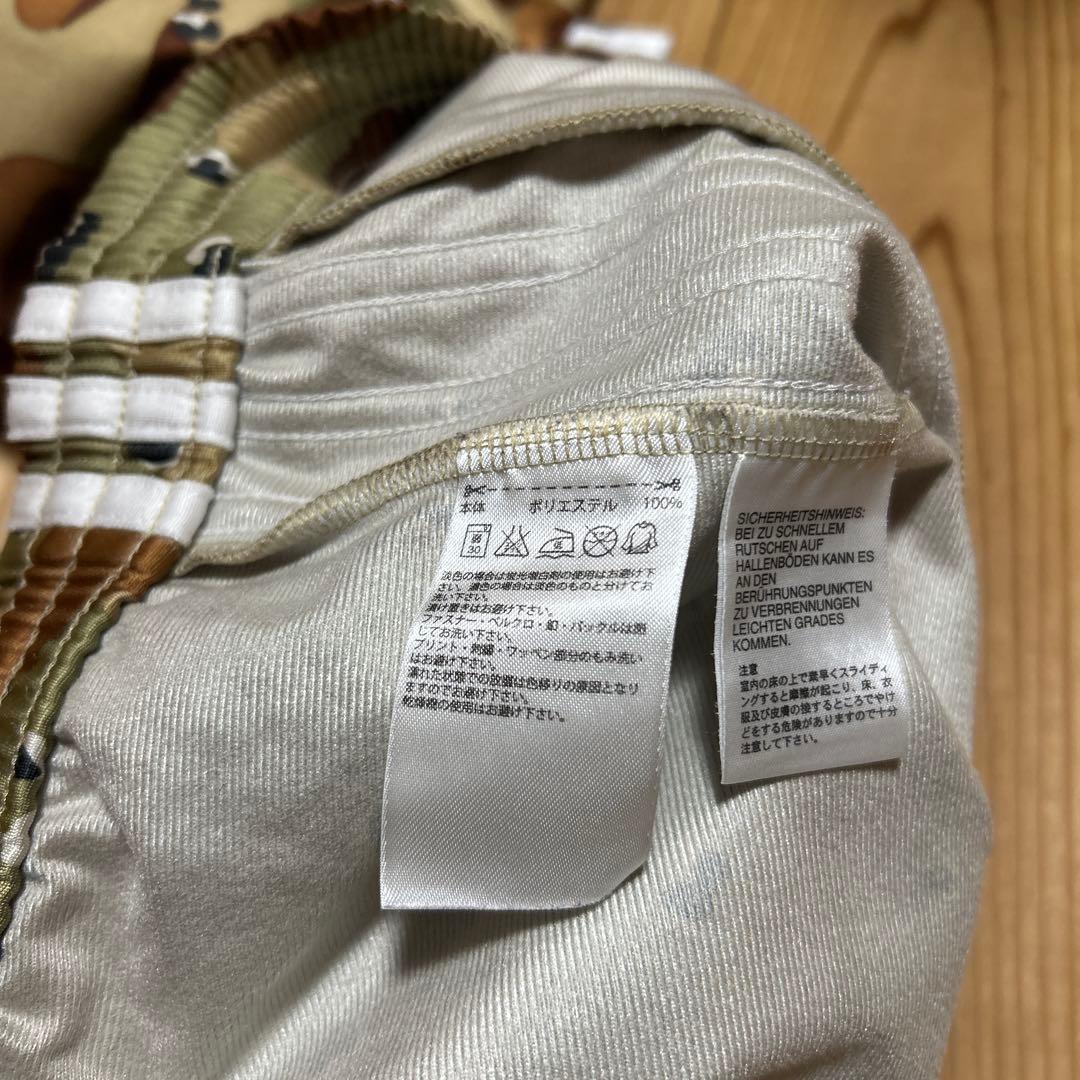 本体 ポリエステル 100%
弱
30
淡色の場合は蛍光増白剤の使用はお避け下
さい。濃色の場合は淡色のものと分けてお
洗い下さい。
漬け置きはお避け下さい。
ファスナー・ベルクロ・釦・バックルは閉
してお洗い下さい。
プリント・刺繍・ワッペン部分のもみ洗い
はお避け下さい。
濡れた状態での放置は色移りの原因となり
ますのでお避け下さい。
乾燥機の使用はお避け下さい。
SICHERHEITSHINWEIS:
BEI ZU SCHNELLEM
RUTSCHEN AUF
HALLENBÖDEN KANN ES
AN DEN
BERÜHRUNGSPUNKTEN
ZU VERBRENNUNGEN
LEICHTEN GRADES
KOMMEN.
注意
室内の床の上で素早くスライディ
ングすると摩擦が起こり、床、衣
服及び皮膚の接するところでやけ
どをする危険がありますので十分
注意して下さい。